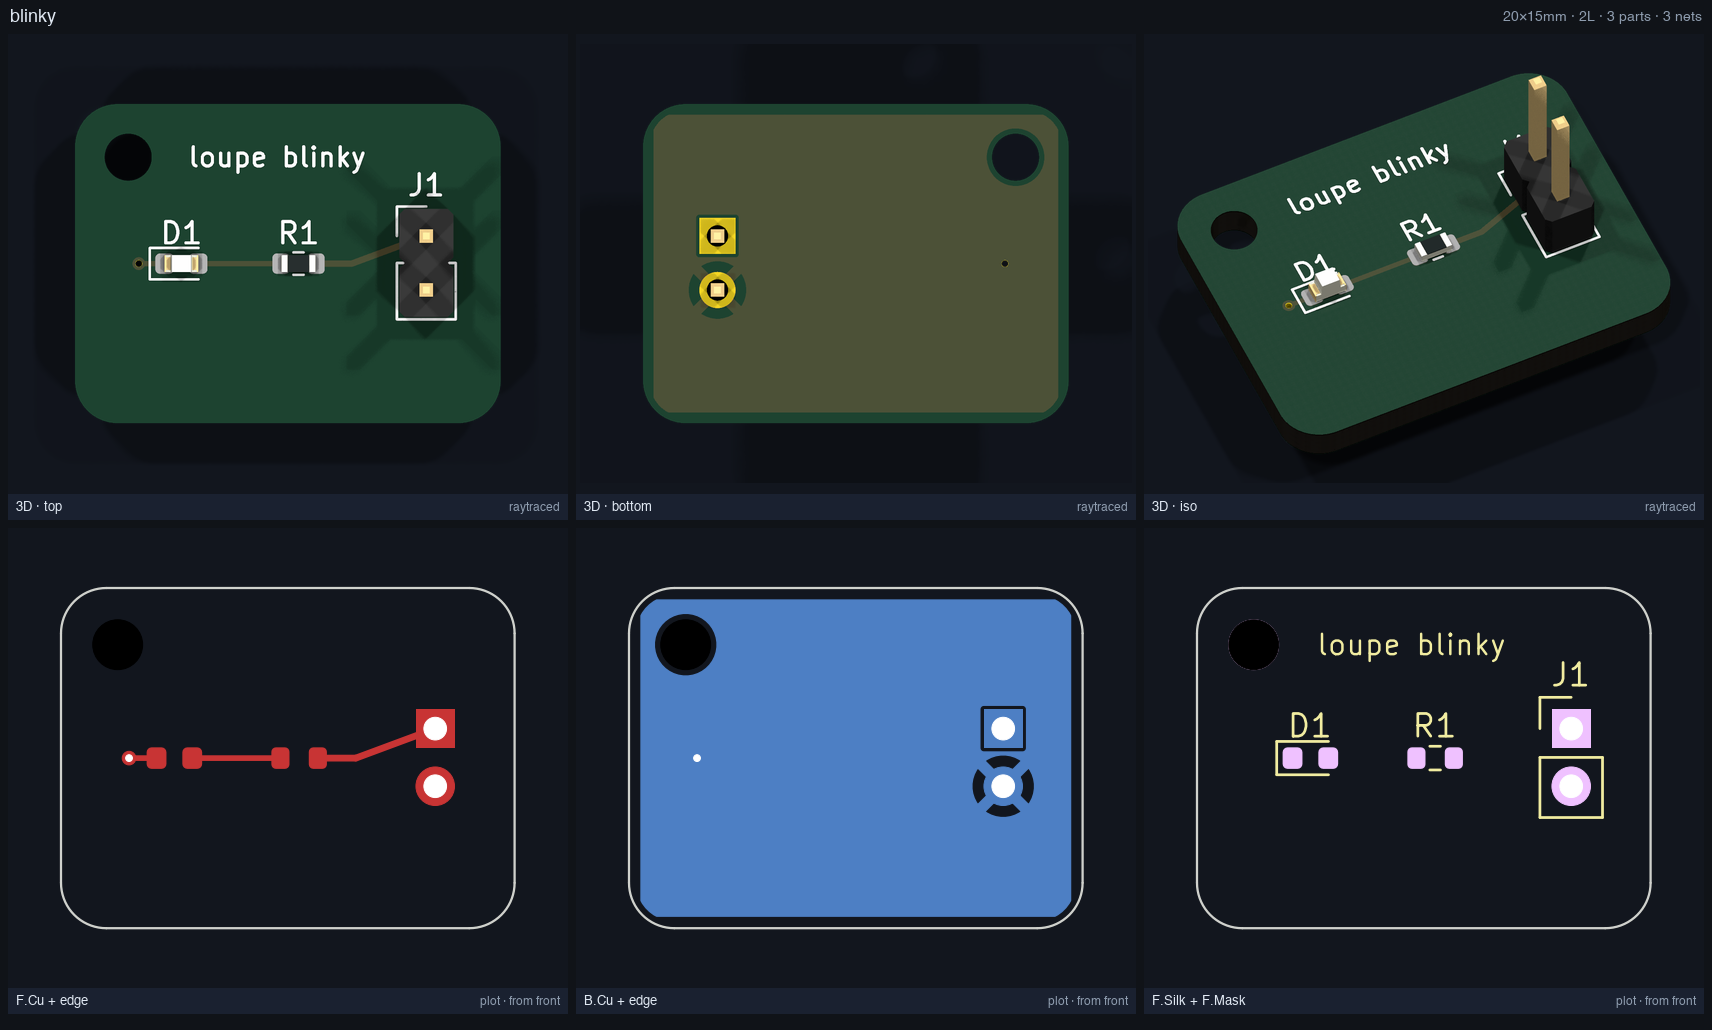 blinky
20×15mm · 2L · 3 parts · 3 nets
loupe blinky
J1
D1
R1
loupe blinky
R1
D1
3D · top
raytraced
3D · bottom
raytraced
3D · iso
raytraced
loupe blinky
J1
D1
R1
F.Cu + edge
plot · from front
B.Cu + edge
plot · from front
F.Silk + F.Mask
plot · from front